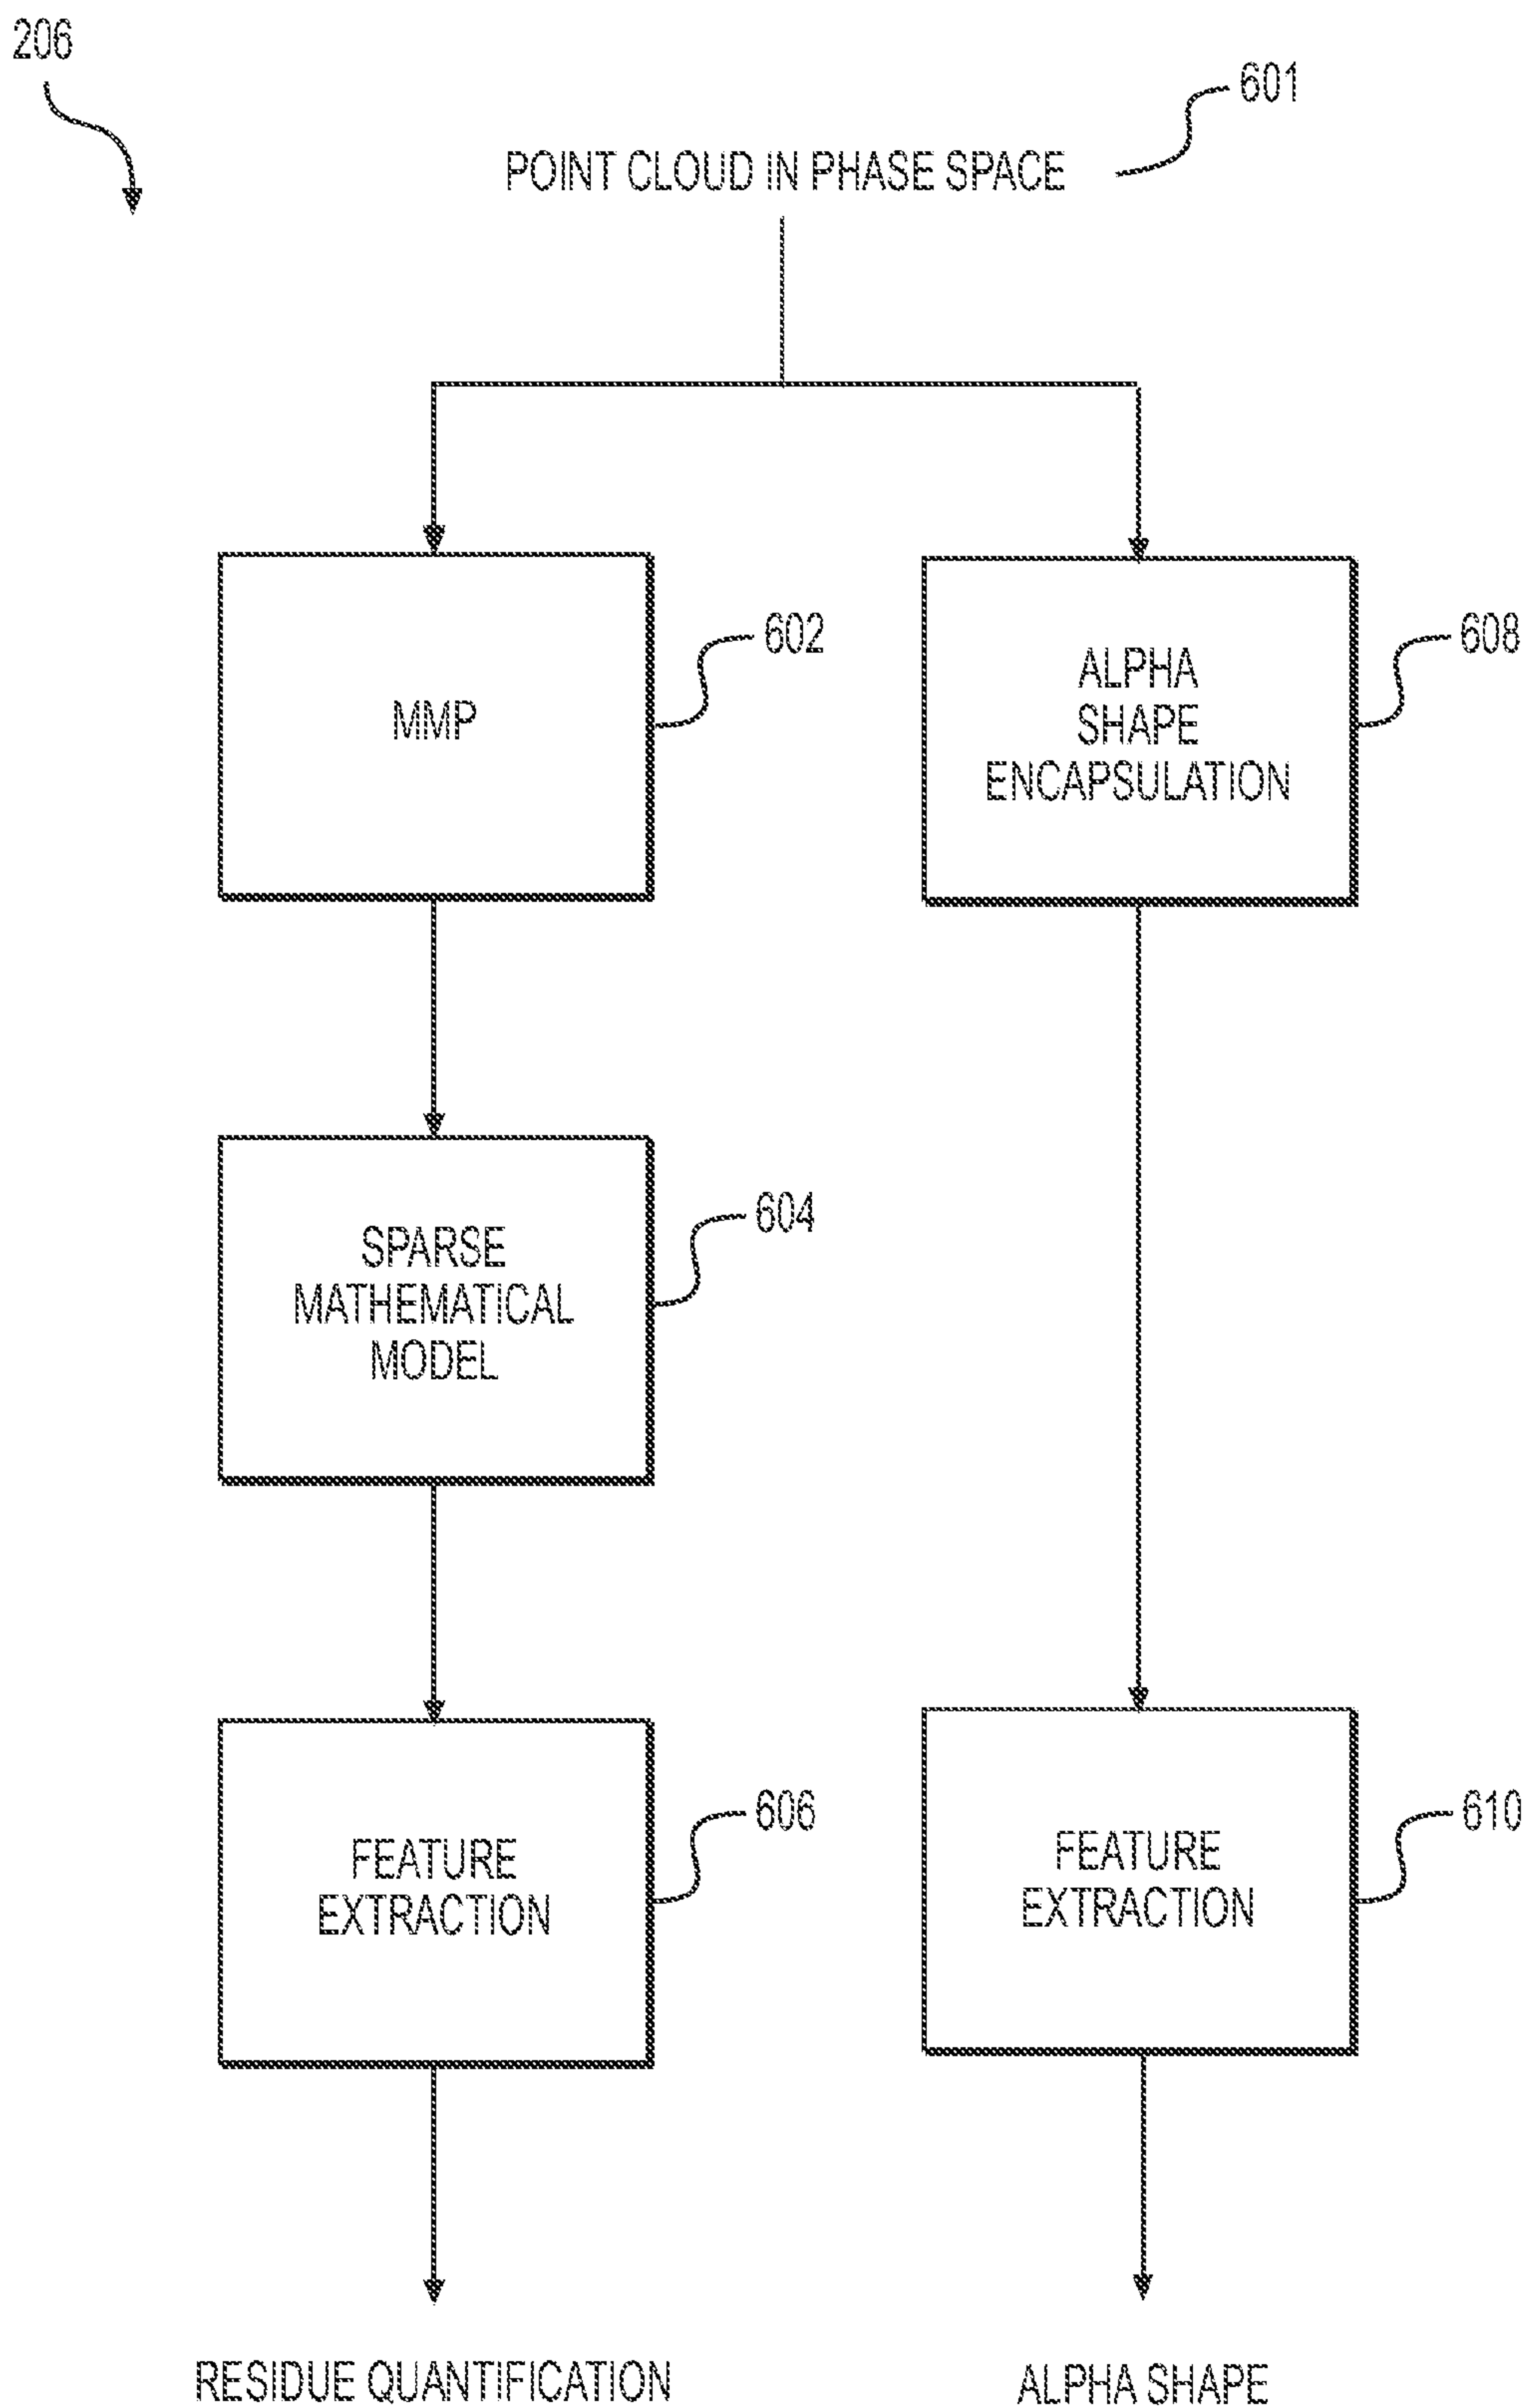 206
601
POINT CLOUD IN PHASE SPACE
602
MMP
608
ALPHA
SHAPE
ENCAPSULATION
604
SPARSE
MATHEMATICAL
MODEL
606
FEATURE
EXTRACTION
610
FEATURE
EXTRACTION
RESIDUE QUANTIFICATION
ALPHA SHAPE